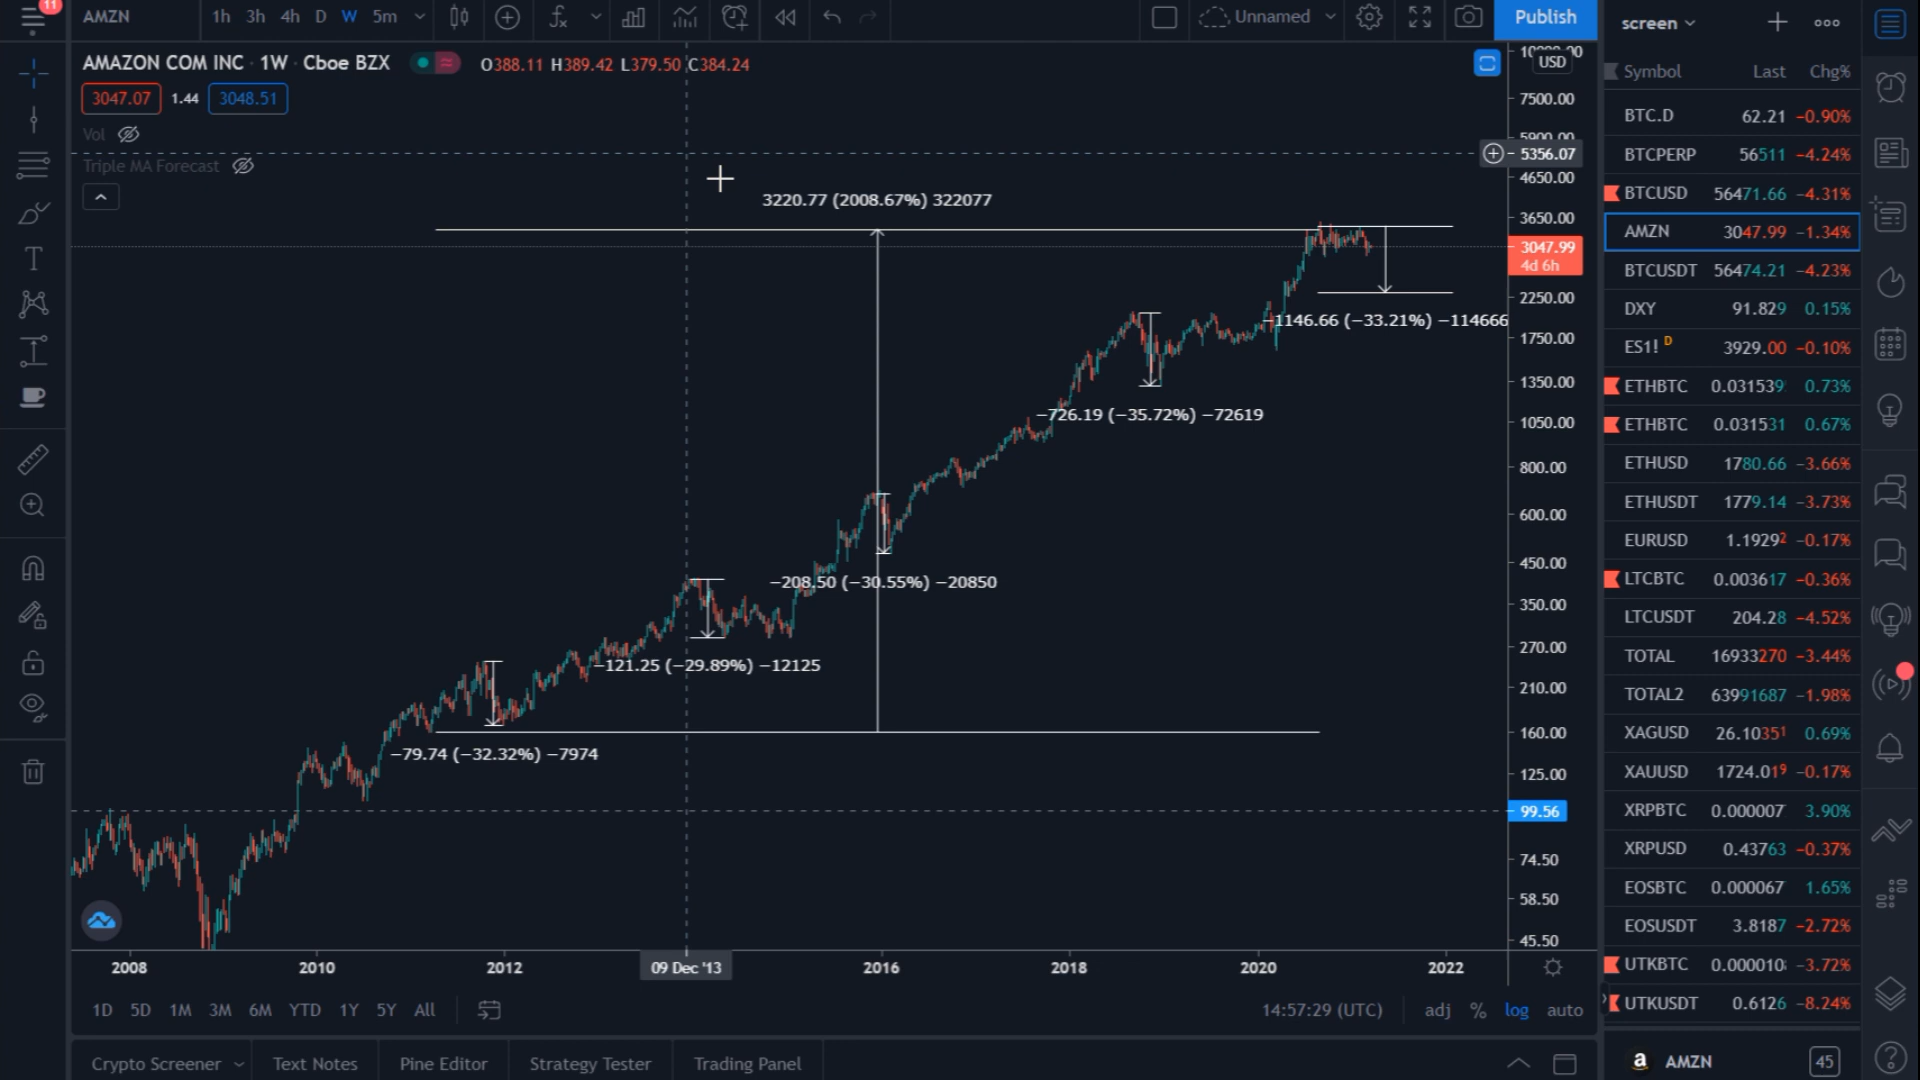 11
AMZN 1h 3h 4h D W 5m Unnamed Publish
AMAZON COM INC · 1W · Cboe BZX O388.11 H389.42 L379.50 C384.24
3047.07 1.44 3048.51
Vol
Triple MA Forecast
3220.77 (2008.67%) 322077
−1146.66 (−33.21%) −114666
−726.19 (−35.72%) −72619
−208.50 (−30.55%) −20850
−121.25 (−29.89%) −12125
−79.74 (−32.32%) −7974
USD
7500.00
5900.00
5356.07
4650.00
3650.00
3047.99
4d 6h
2250.00
1750.00
1350.00
1050.00
800.00
600.00
450.00
350.00
270.00
210.00
160.00
125.00
99.56
74.50
58.50
45.50
2008 2010 2012 09 Dec '13 2016 2018 2020 2022
1D 5D 1M 3M 6M YTD 1Y 5Y All 14:57:29 (UTC) adj % log auto
Crypto Screener Text Notes Pine Editor Strategy Tester Trading Panel
screen
Symbol Last Chg%
BTC.D 62.21 −0.90%
BTCPERP 56511 −4.24%
BTCUSD 56471.66 −4.31%
AMZN 3047.99 −1.34%
BTCUSDT 56474.21 −4.23%
DXY 91.829 0.15%
ES1! D 3929.00 −0.10%
ETHBTC 0.031539 0.73%
ETHBTC 0.031531 0.67%
ETHUSD 1780.66 −3.66%
ETHUSDT 1779.14 −3.73%
EURUSD 1.19292 −0.17%
LTCBTC 0.003617 −0.36%
LTCUSDT 204.28 −4.52%
TOTAL 16933270 −3.44%
TOTAL2 63991687 −1.98%
XAGUSD 26.10351 0.69%
XAUUSD 1724.019 −0.17%
XRPBTC 0.000007 3.90%
XRPUSD 0.43763 −0.37%
EOSBTC 0.000067 1.65%
EOSUSDT 3.8187 −2.72%
UTKBTC 0.000010 −3.72%
UTKUSDT 0.6126 −8.24%
a AMZN 45